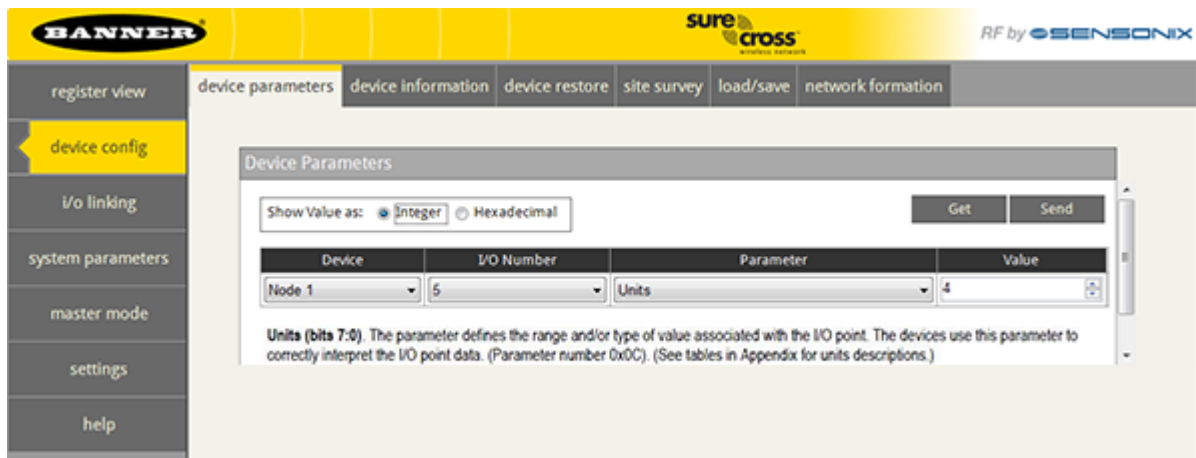 BANNER
sure cross
wireless network
RF by SENSONIX
register view
device config
i/o linking
system parameters
master mode
settings
help
device parameters device information device restore site survey load/save network formation
Device Parameters
Show Value as: Integer Hexadecimal
Get Send
Device I/O Number Parameter Value
Node 1 5 Units 4
Units (bits 7:0). The parameter defines the range and/or type of value associated with the I/O point. The devices use this parameter to
correctly interpret the I/O point data. (Parameter number 0x0C). (See tables in Appendix for units descriptions.)